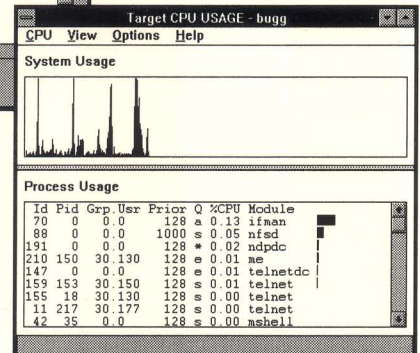 Target CPU USAGE - bugg
CPU View Options Help
System Usage
Process Usage
Id Pid Grp.Usr Prior Q %CPU Module
70 0 0.0 128 a 0.13 ifman
88 0 0.0 1000 s 0.05 nfsd
191 0 0.0 128 * 0.02 ndpdc
210 150 30.130 128 e 0.01 me
147 0 0.0 128 e 0.01 telnetdc
159 153 30.150 128 s 0.01 telnet
155 18 30.130 128 s 0.00 telnet
11 217 30.177 128 s 0.00 telnet
42 35 0.0 128 s 0.00 mshell